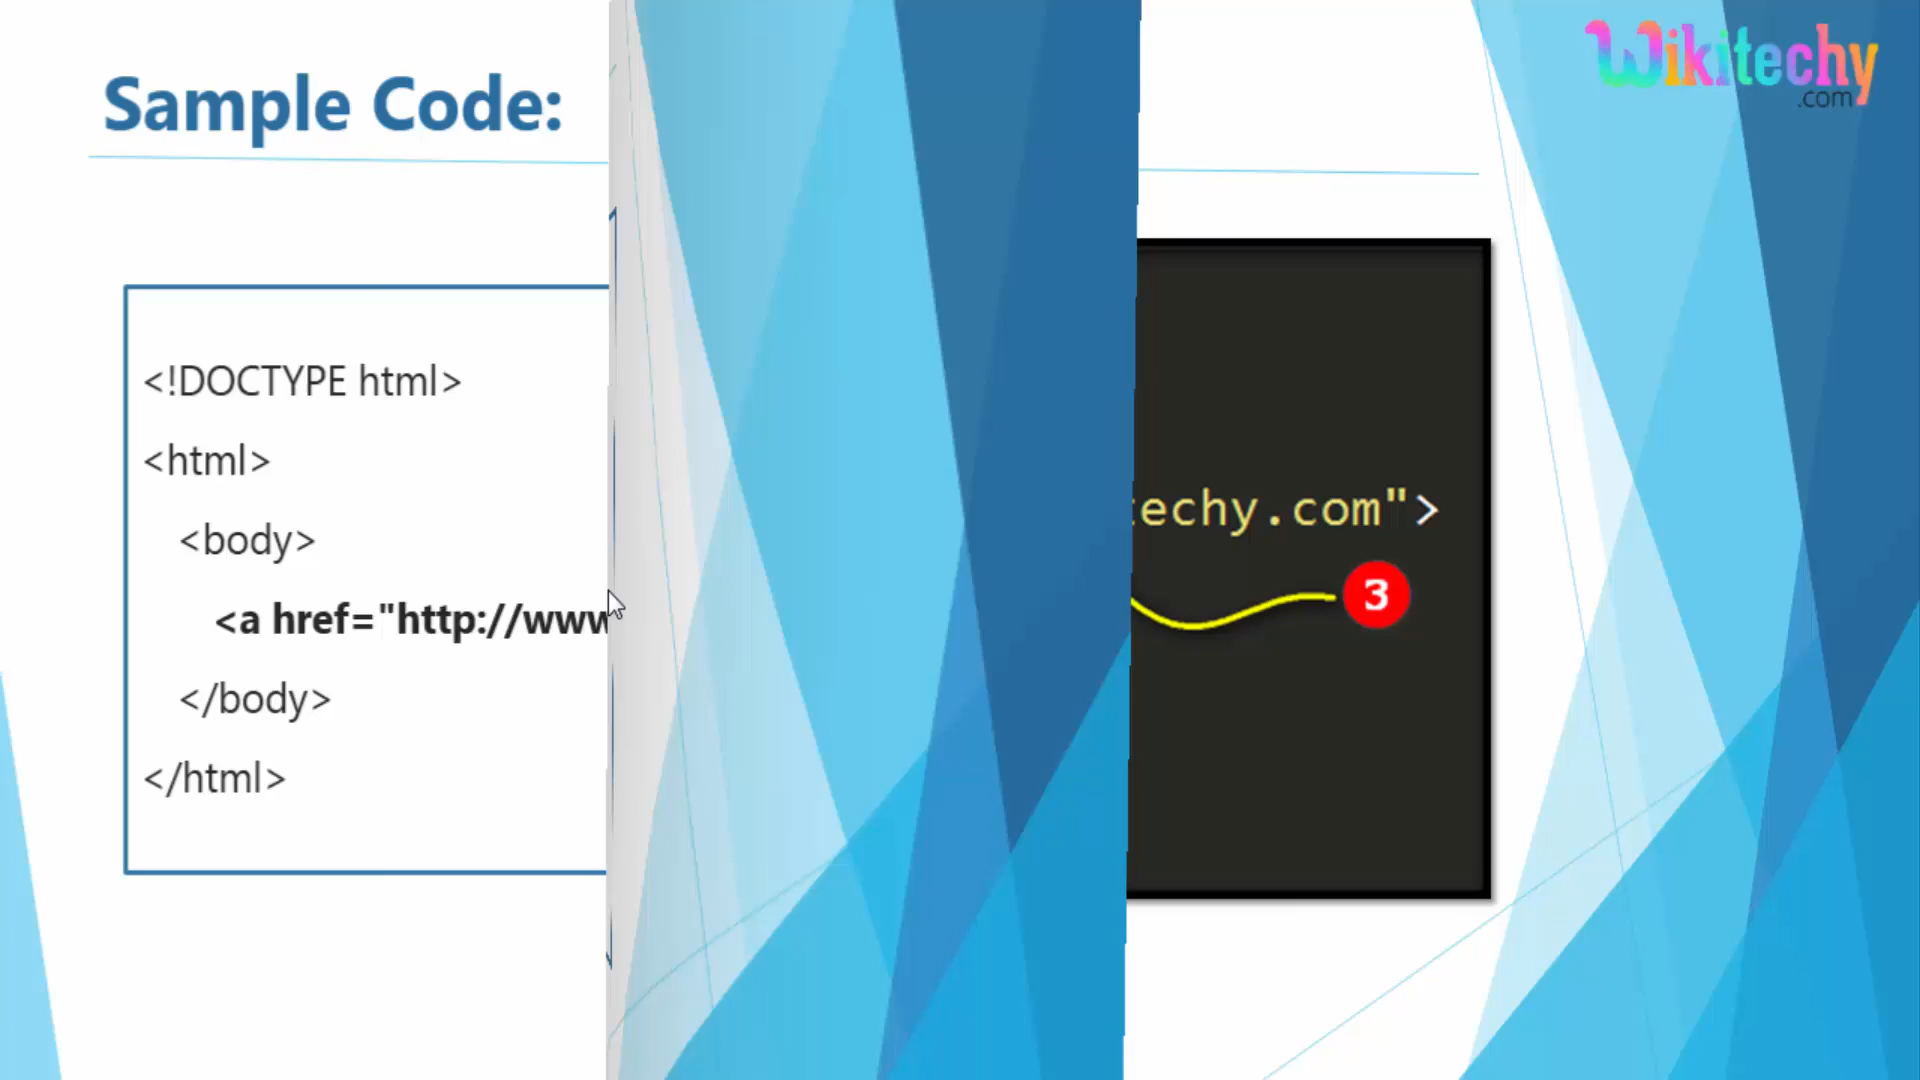 Wikitechy
.com
Sample Code:
<!DOCTYPE html>
<html>
<body>
<a href="http://www
</body>
</html>
techy.com">
3